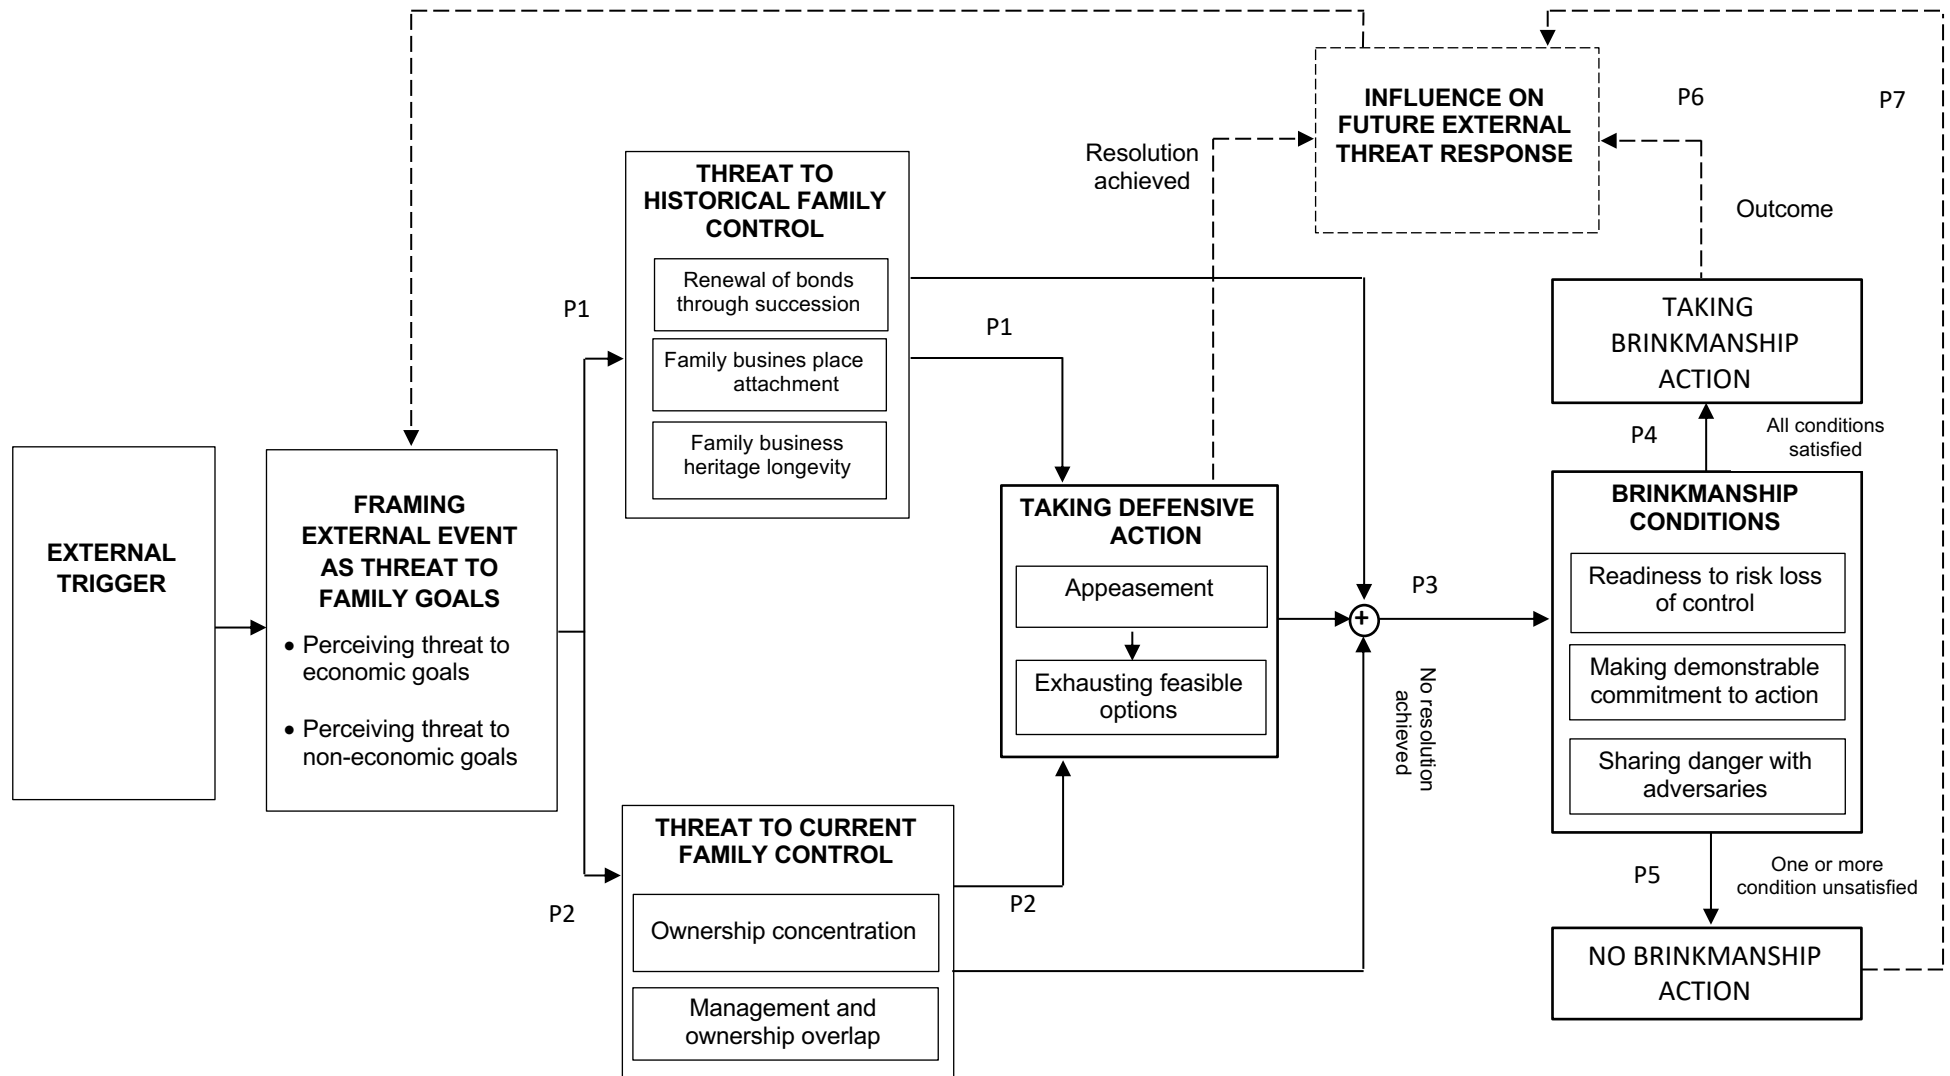 EXTERNAL
TRIGGER
FRAMING
EXTERNAL EVENT
AS THREAT TO
FAMILY GOALS
• Perceiving threat to
economic goals
• Perceiving threat to
non-economic goals
P1
P2
THREAT TO
HISTORICAL FAMILY
CONTROL
Renewal of bonds
through succession
Family busines place
attachment
Family business
heritage longevity
THREAT TO CURRENT
FAMILY CONTROL
Ownership concentration
Management and
ownership overlap
P1
P2
TAKING DEFENSIVE
ACTION
Appeasement
Exhausting feasible
options
Resolution
achieved
+
P3
No resolution
achieved
INFLUENCE ON
FUTURE EXTERNAL
THREAT RESPONSE
P6
P7
Outcome
TAKING
BRINKMANSHIP
ACTION
P4
All conditions
satisfied
BRINKMANSHIP
CONDITIONS
Readiness to risk loss
of control
Making demonstrable
commitment to action
Sharing danger with
adversaries
P5
One or more
condition unsatisfied
NO BRINKMANSHIP
ACTION